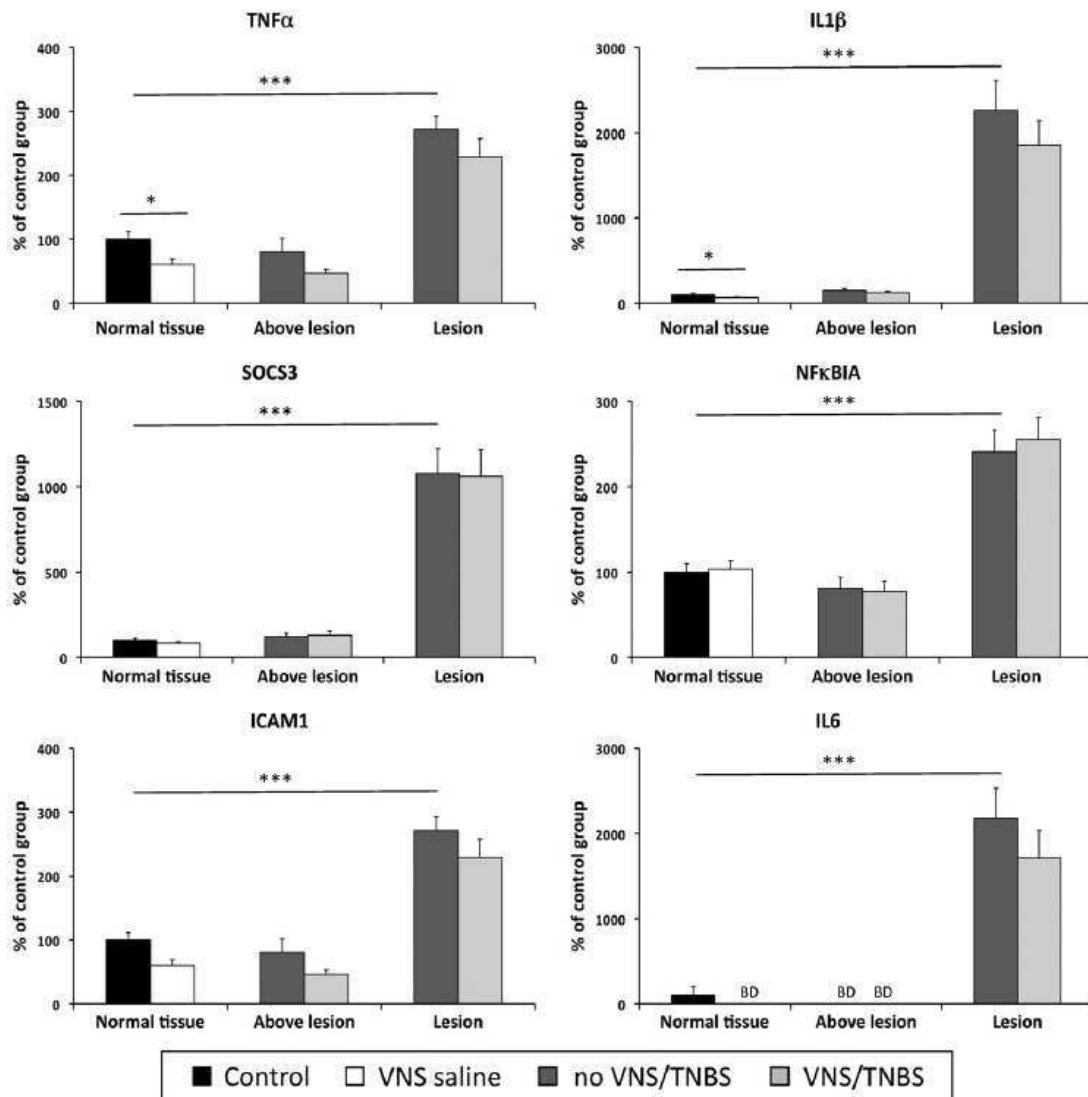 TNFα
% of control group
400
300
200
100
0
***
*
Normal tissue Above lesion Lesion
IL1β
% of control group
3000
2000
1000
0
***
*
Normal tissue Above lesion Lesion
SOCS3
% of control group
1500
1000
500
0
***
Normal tissue Above lesion Lesion
NFκBIA
% of control group
300
200
100
0
***
Normal tissue Above lesion Lesion
ICAM1
% of control group
400
300
200
100
0
***
Normal tissue Above lesion Lesion
IL6
% of control group
3000
2000
1000
0
***
BD BD BD
Normal tissue Above lesion Lesion
Control VNS saline no VNS/TNBS VNS/TNBS